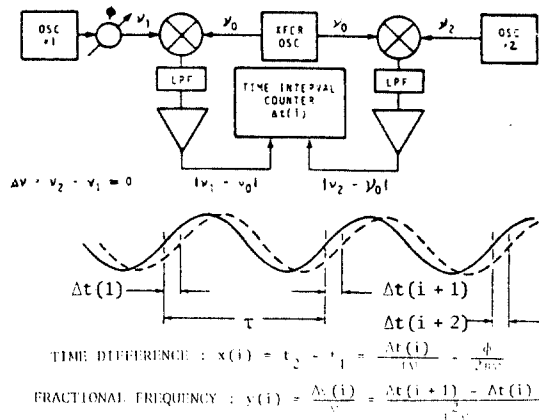 OSC
#1
ϕ
ν1
ν0
XFER
OSC
ν0
ν2
OSC
#2
LPF
LPF
TIME INTERVAL
COUNTER
Δt(i)
|ν1 - ν0|
|ν2 - ν0|
Δν = ν2 - ν1 = 0
Δt(1)
Δt(i + 1)
τ
Δt(i + 2)
TIME DIFFERENCE : x(i) = t2 - t1 = Δt(i) / τν - ϕ / 2πν
FRACTIONAL FREQUENCY : y(i) = Δν(i) / ν = Δt(i + 1) - Δt(i) / τ²ν